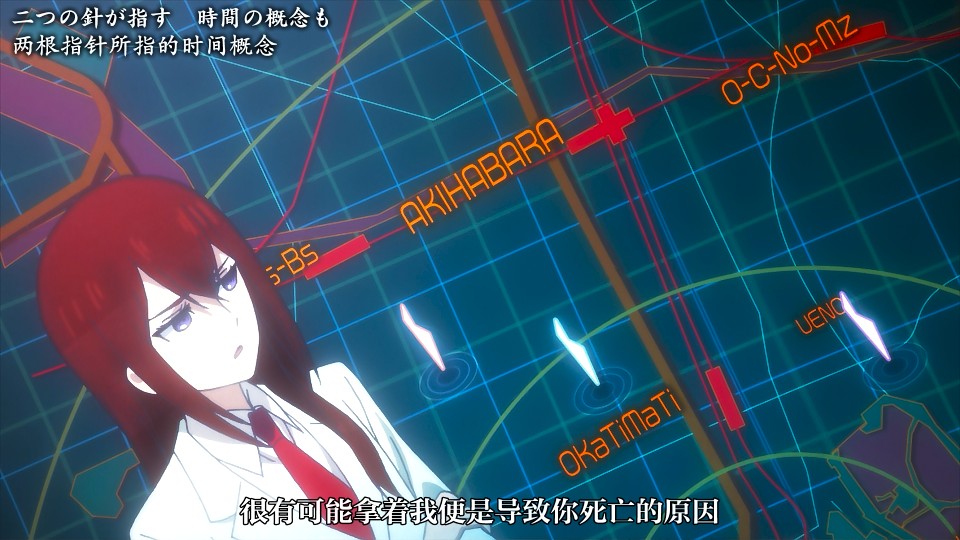 二つの針が指す　時間の概念も
两根指针所指的时间概念
O-C-No-Mz
AKIHABARA
s-Bs
UENO
OKaTiMaTi
很有可能拿着我便是导致你死亡的原因